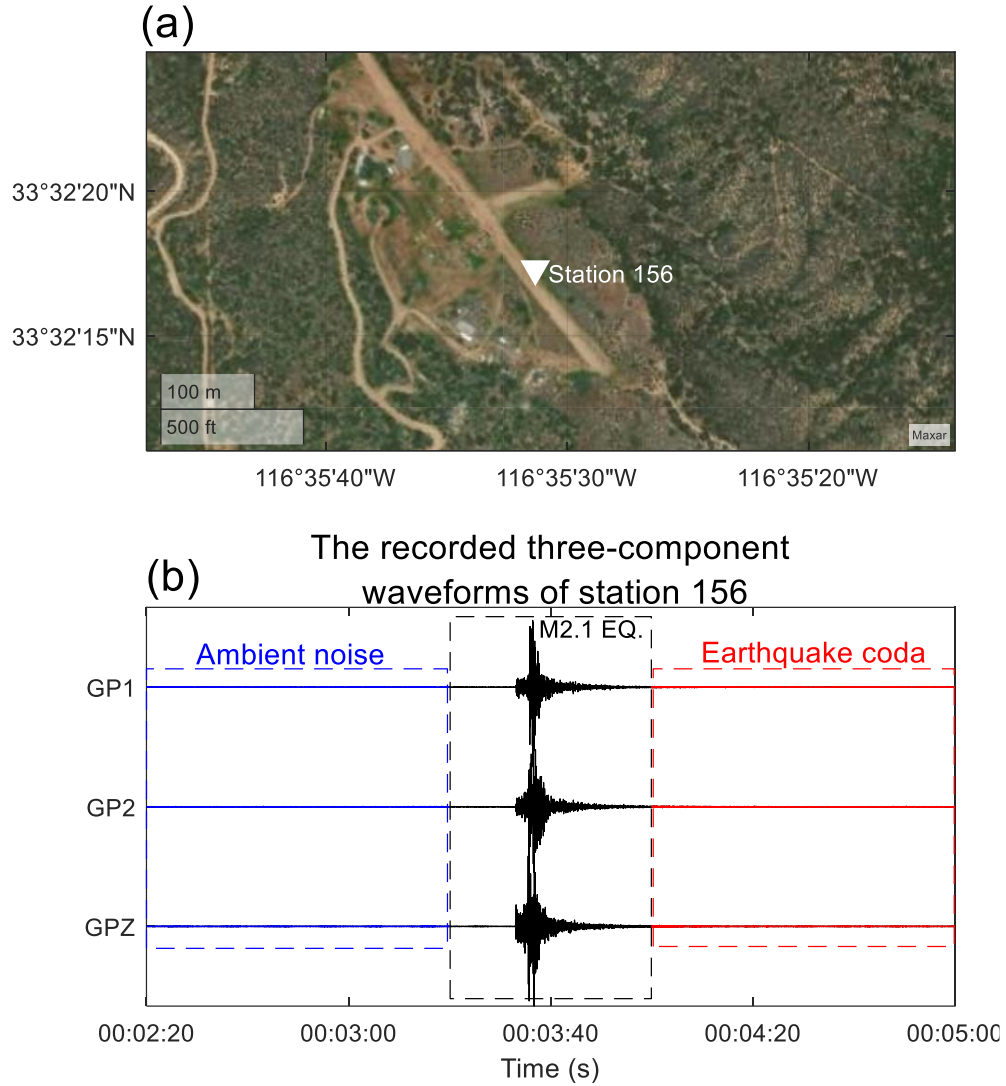 (a)
33°32'20"N
Station 156
33°32'15"N
100 m
500 ft
Maxar
116°35'40"W
116°35'30"W
116°35'20"W
The recorded three-component
waveforms of station 156
(b)
M2.1 EQ.
Ambient noise
Earthquake coda
GP1
GP2
GPZ
00:02:20
00:03:00
00:03:40
00:04:20
00:05:00
Time (s)